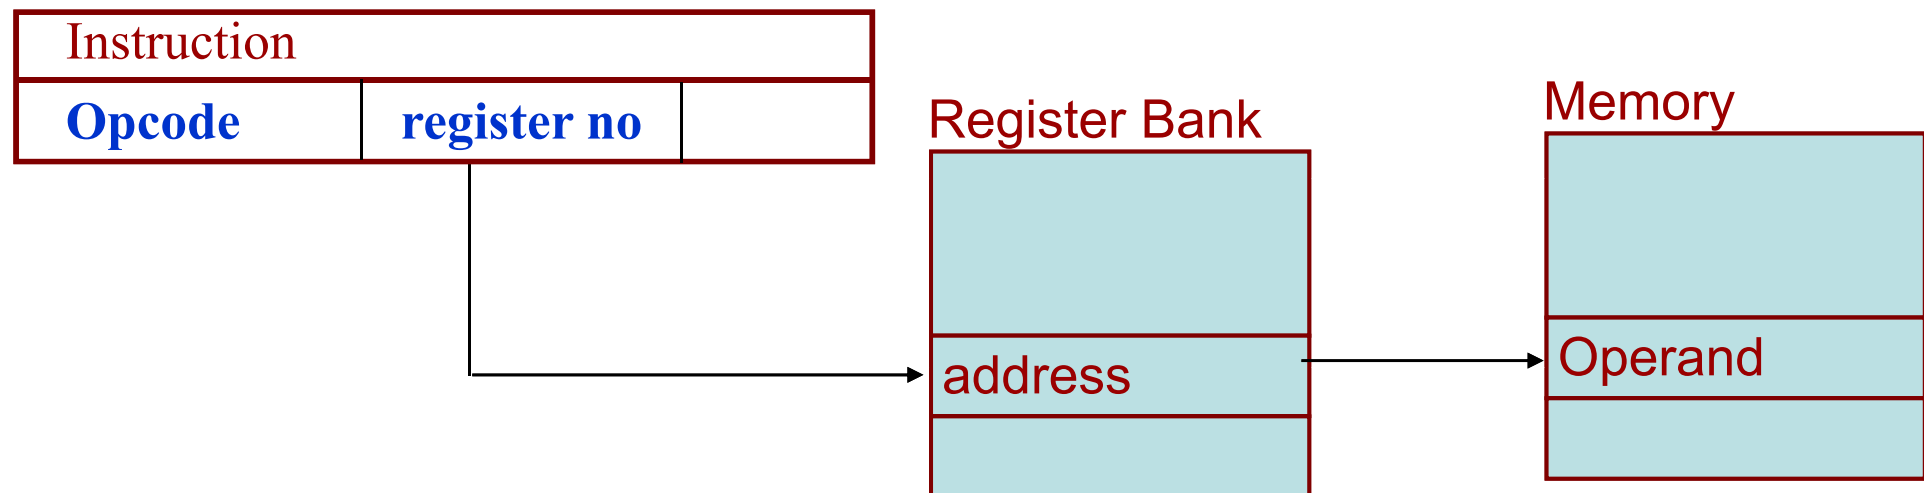 Instruction
Opcode register no
Register Bank
address
Memory
Operand